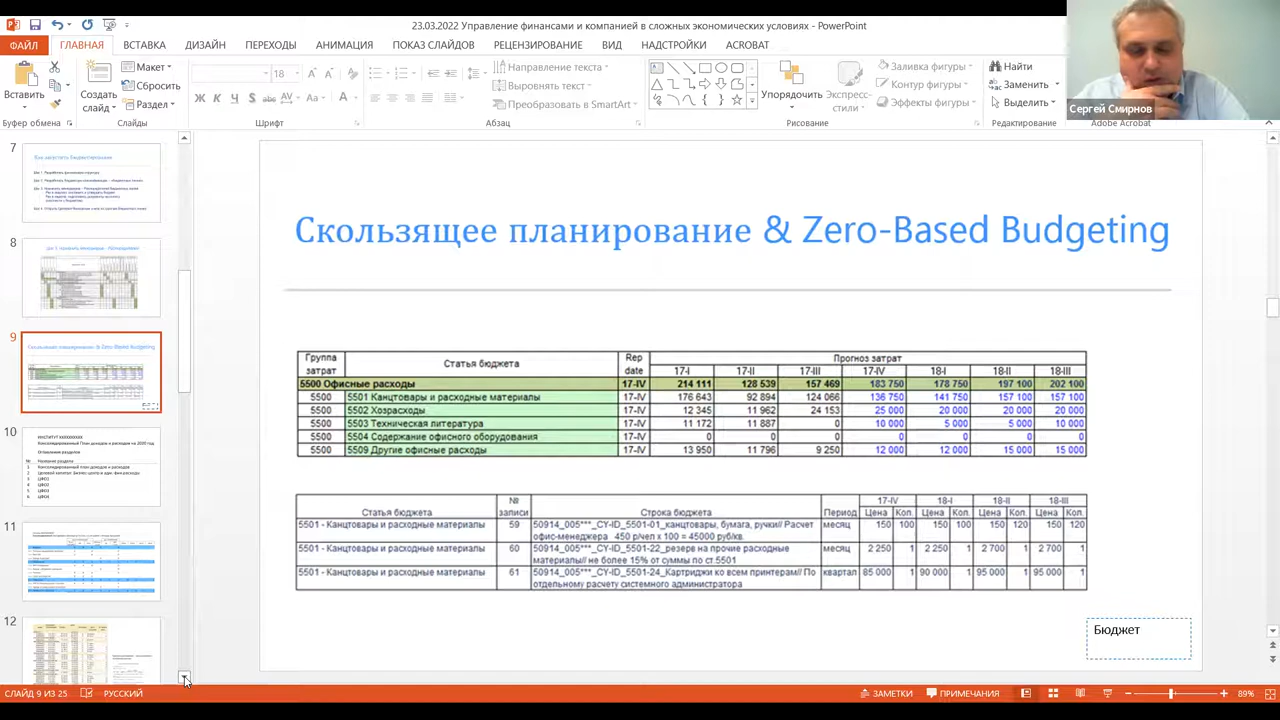 23.03.2022 Управление финансами и компанией в сложных экономических условиях - PowerPoint
ФАЙЛ ГЛАВНАЯ ВСТАВКА ДИЗАЙН ПЕРЕХОДЫ АНИМАЦИЯ ПОКАЗ СЛАЙДОВ РЕЦЕНЗИРОВАНИЕ ВИД НАДСТРОЙКИ ACROBAT
Вставить
Создать слайд
Макет
Сбросить
Раздел
18
Ж К Ч S abc AV Aa A
Направление текста
Выровнять текст
Преобразовать в SmartArt
Упорядочить
Экспресс-стили
Заливка фигуры
Контур фигуры
Эффекты фигуры
Найти
Заменить
Выделить
Сергей Смирнов
Буфер обмена Слайды Шрифт Абзац Рисование Редактирование Adobe Acrobat
7
8
9
10
11
12
Скользящее планирование & Zero-Based Budgeting
Группа затрат Статья бюджета Rep date Прогноз затрат
17-I 17-II 17-III 17-IV 18-I 18-II 18-III
5500 Офисные расходы 17-IV 214 111 128 539 157 469 183 750 178 750 197 100 202 100
5500 5501 Канцтовары и расходные материалы 17-IV 176 643 92 894 124 066 136 750 141 750 157 100 157 100
5500 5502 Хозрасходы 17-IV 12 345 11 962 24 153 25 000 20 000 20 000 20 000
5500 5503 Техническая литература 17-IV 11 172 11 887 0 10 000 5 000 5 000 10 000
5500 5504 Содержание офисного оборудования 17-IV 0 0 0 0 0 0 0
5500 5509 Другие офисные расходы 17-IV 13 950 11 796 9 250 12 000 12 000 15 000 15 000
Статья бюджета № записи Строка бюджета Период 17-IV 18-I 18-II 18-III
Цена Кол. Цена Кол. Цена Кол. Цена Кол.
5501 - Канцтовары и расходные материалы 59 50914_005***_CY-ID_5501-01_канцтовары, бумага, ручки// Расчет месяц 150 100 150 100 150 120 150 120
офис-менеджера 450 р/чел х 100 = 45000 руб/кв.
5501 - Канцтовары и расходные материалы 60 50914_005***_CY-ID_5501-22_резерв на прочие расходные месяц 2 250 1 2 250 1 2 700 1 2 700 1
материалы// не более 15% от суммы по ст.5501
5501 - Канцтовары и расходные материалы 50914_005***_CY-ID_5501-24_Картриджи ко всем принтерам// По квартал 85 000 1 90 000 1 95 000 1 95 000 1
отдельному расчету системного администратора
Бюджет
СЛАЙД 9 ИЗ 25 РУССКИЙ ЗАМЕТКИ ПРИМЕЧАНИЯ 89%